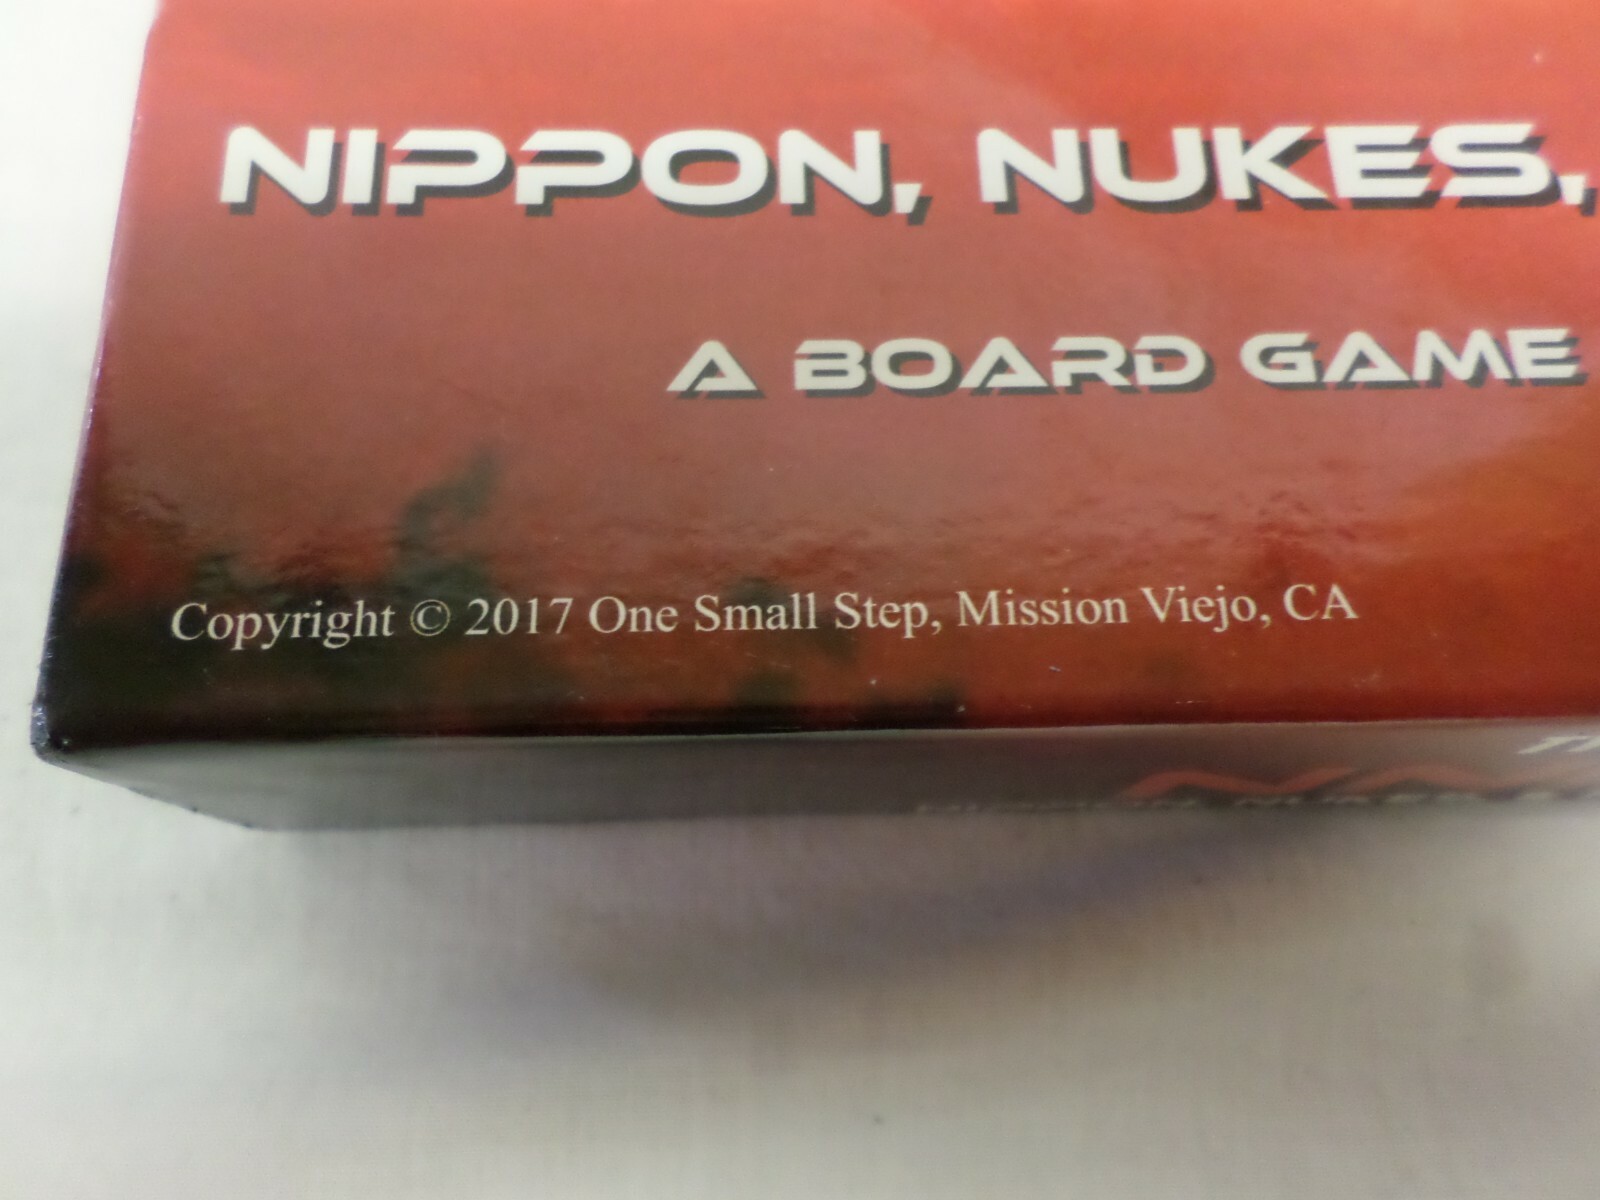 NIPPON, NUKES,
A BOARD GAME
Copyright © 2017 One Small Step, Mission Viejo, CA